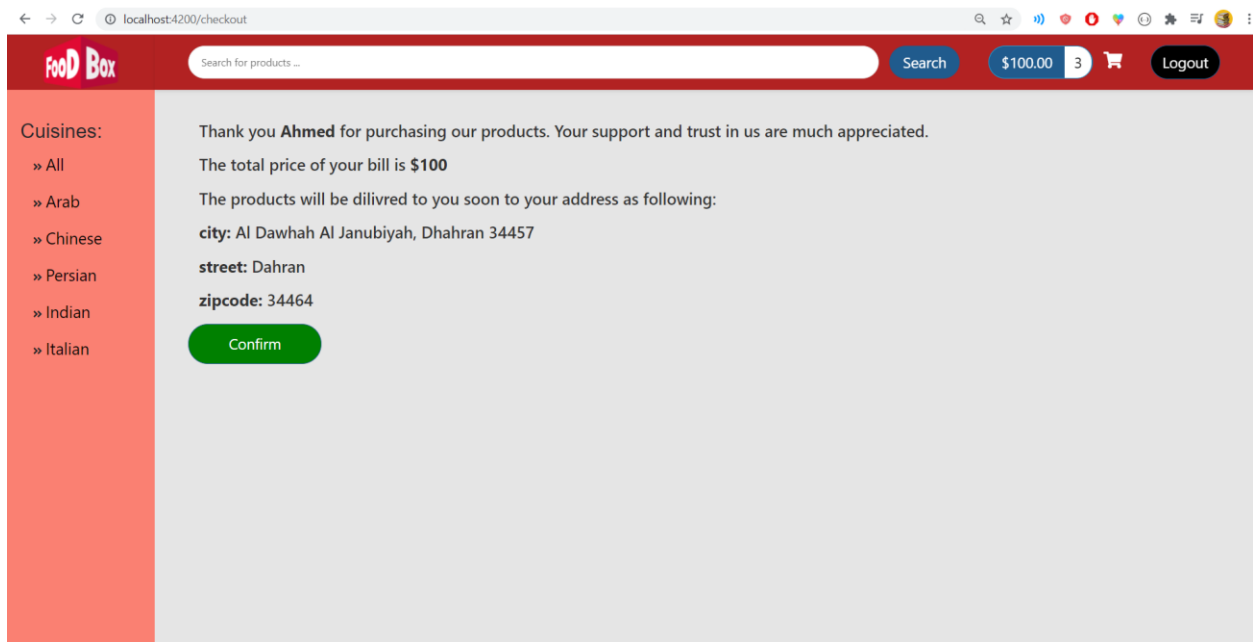 localhost:4200/checkout
FooD Box
Search for products ...
Search
$100.00 3
Logout
Cuisines:
» All
» Arab
» Chinese
» Persian
» Indian
» Italian
Thank you Ahmed for purchasing our products. Your support and trust in us are much appreciated.
The total price of your bill is $100
The products will be dilivred to you soon to your address as following:
city: Al Dawhah Al Janubiyah, Dhahran 34457
street: Dahran
zipcode: 34464
Confirm